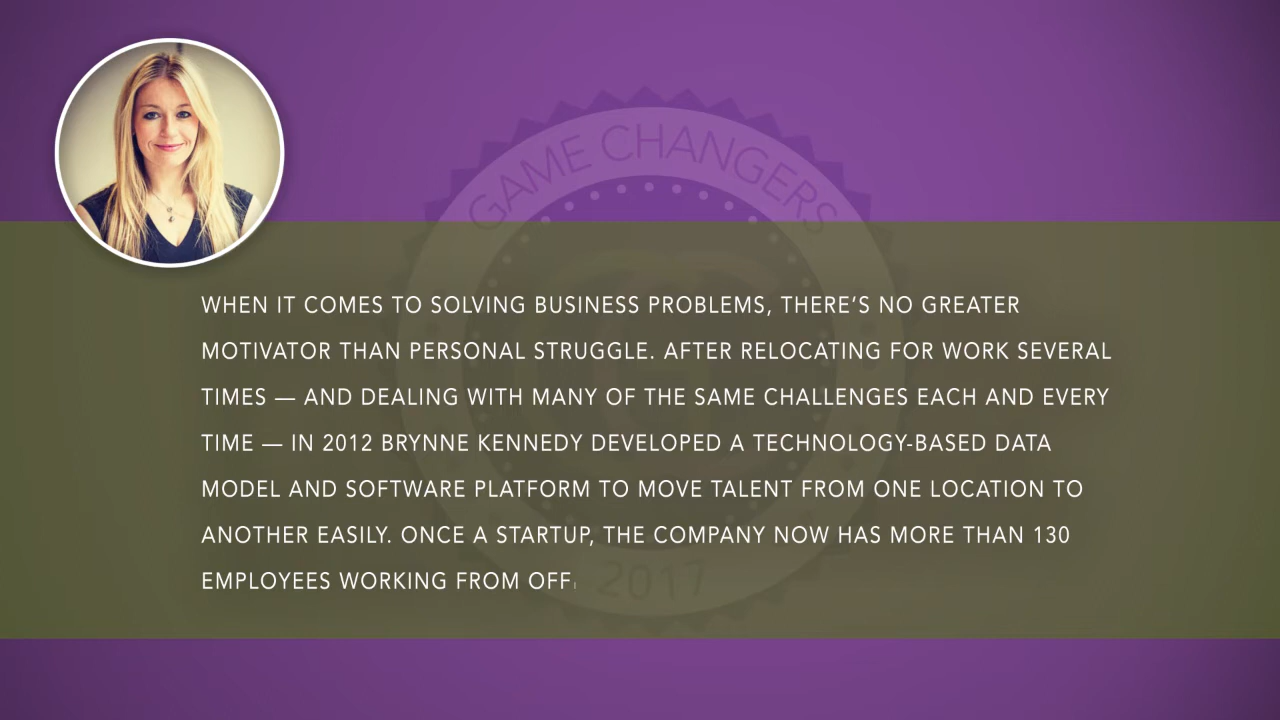 GAME CHANGERS
WHEN IT COMES TO SOLVING BUSINESS PROBLEMS, THERE’S NO GREATER
MOTIVATOR THAN PERSONAL STRUGGLE. AFTER RELOCATING FOR WORK SEVERAL
TIMES — AND DEALING WITH MANY OF THE SAME CHALLENGES EACH AND EVERY
TIME — IN 2012 BRYNNE KENNEDY DEVELOPED A TECHNOLOGY-BASED DATA
MODEL AND SOFTWARE PLATFORM TO MOVE TALENT FROM ONE LOCATION TO
ANOTHER EASILY. ONCE A STARTUP, THE COMPANY NOW HAS MORE THAN 130
EMPLOYEES WORKING FROM OFF
2017